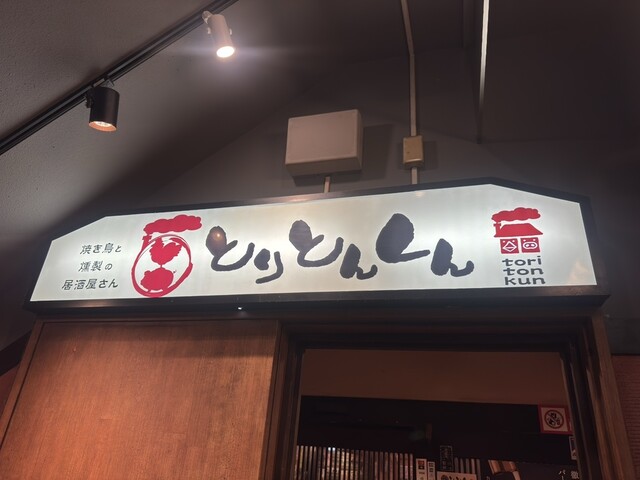 焼き鳥と
燻製の
居酒屋さん
とりとんくん
tori
ton
kun